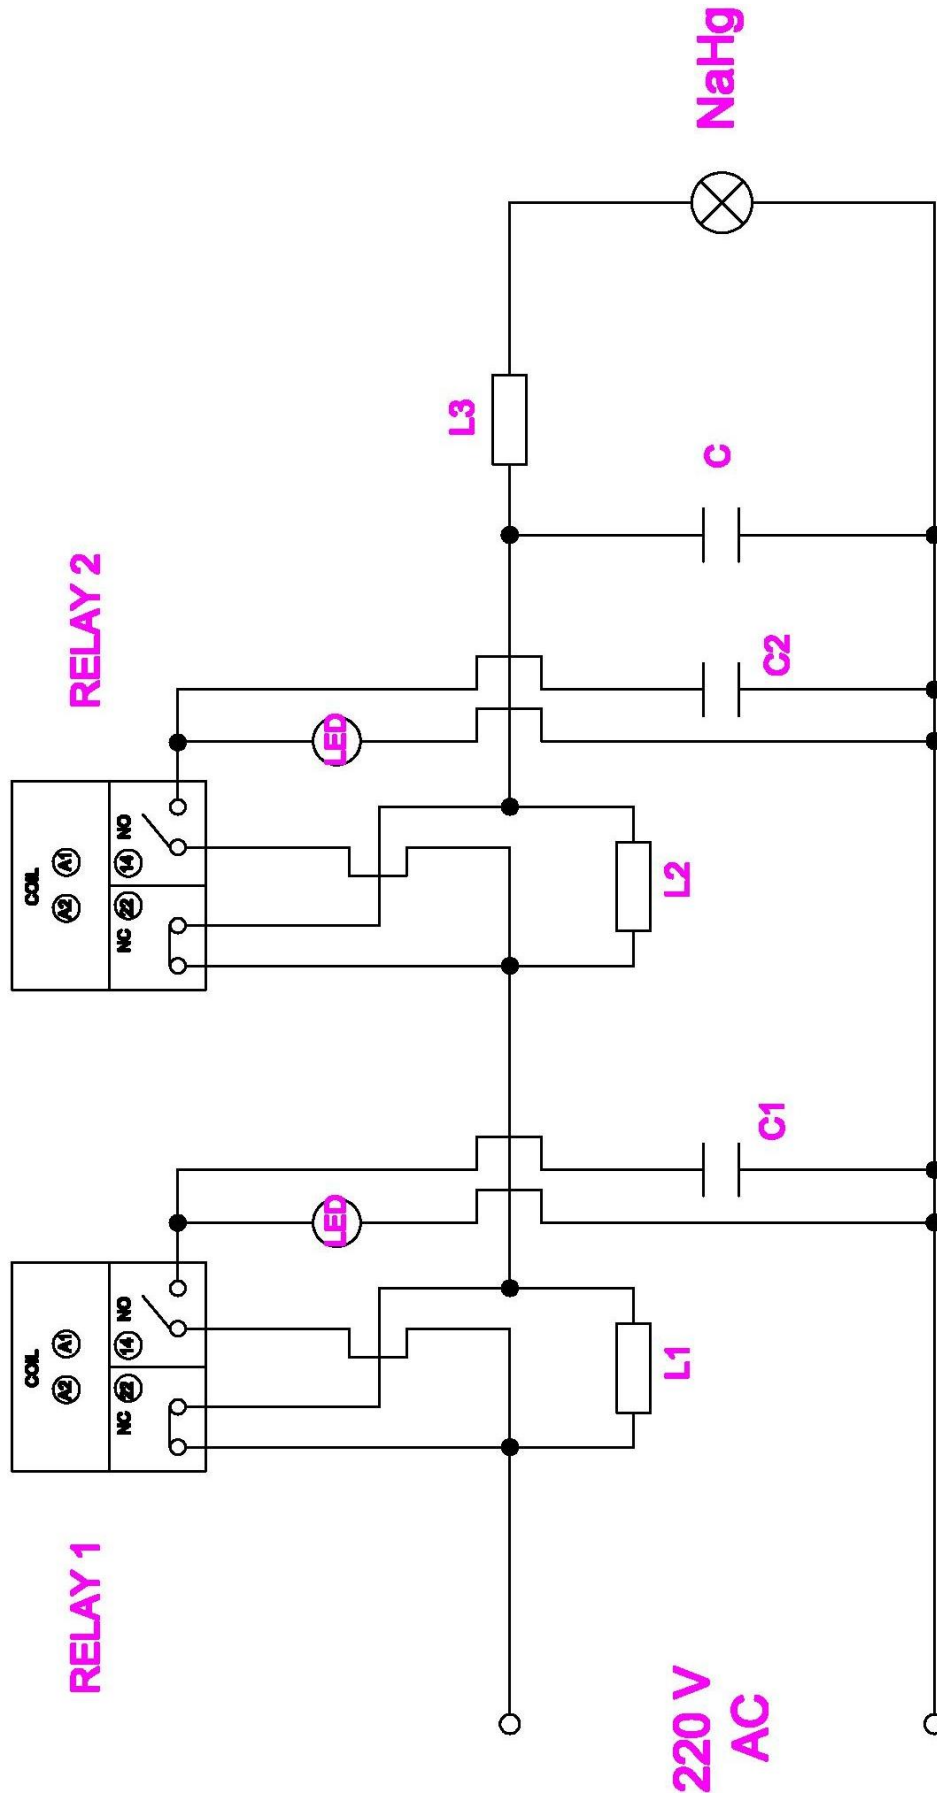 RELAY 1
RELAY 2
COIL
A2 A1
NC 22 14 NO
COIL
A2 A1
NC 22 14 NO
LED
LED
L3
NaHg
L1
C1
L2
C2
C
220 V
AC